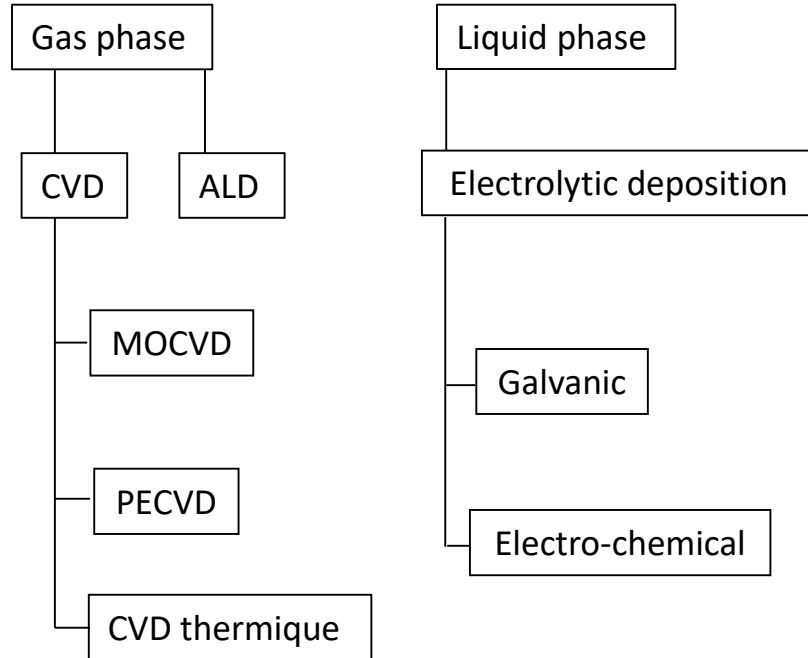 Gas phase
Liquid phase
CVD
ALD
Electrolytic deposition
MOCVD
Galvanic
PECVD
Electro-chemical
CVD thermique